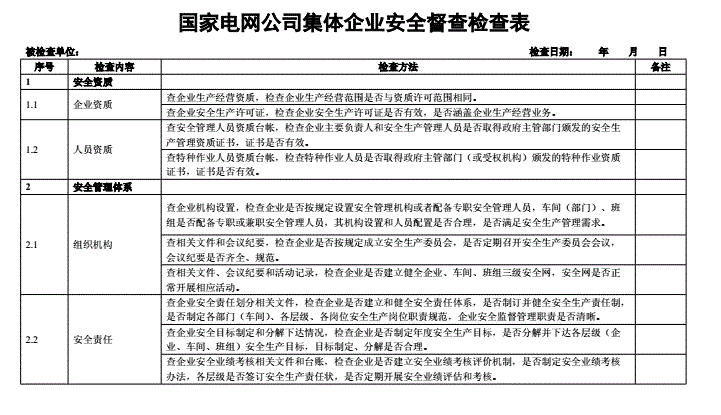 国家电网公司集体企业安全督查检查表
被检查单位： 检查日期： 年 月 日
序号 检查内容 检查方法 备注
1 安全资质
1.1 企业资质 查企业生产经营资质，检查企业生产经营范围是否与资质许可范围相同。
查企业安全生产许可证，检查企业安全生产许可证是否有效，是否涵盖企业生产经营业务。
1.2 人员资质 查安全管理人员资质台帐，检查企业主要负责人和安全生产管理人员是否取得政府主管部门颁发的安全生
产管理资质证书，证书是否有效。
查特种作业人员资质台帐，检查特种作业人员是否取得政府主管部门（或受权机构）颁发的特种作业资质
证书，证书是否有效。
2 安全管理体系
2.1 组织机构 查企业机构设置，检查企业是否按规定设置安全管理机构或者配备专职安全管理人员，车间（部门）、班
组是否配备专职或兼职安全管理人员，其机构设置和人员配置是否合理，是否满足安全生产管理需求。
查相关文件和会议纪要，检查企业是否按规定成立安全生产委员会，是否定期召开安全生产委员会会议，
会议纪要是否齐全、规范。
查相关文件、会议纪要和活动记录，检查企业是否建立健全企业、车间、班组三级安全网，安全网是否正
常开展相应活动。
2.2 安全责任 查企业安全责任划分相关文件，检查企业是否建立和健全安全责任体系，是否制订并健全安全生产责任制，
是否制定各部门（车间）、各层级、各岗位安全生产岗位职责规范，企业安全监督管理职责是否清晰。
查企业安全目标制定和分解下达情况，检查企业是否制定年度安全生产目标，是否分解并下达各层级（企
业、车间、班组）安全生产目标，目标制定、分解是否合理。
查企业安全业绩考核相关文件和台账，检查企业是否建立安全业绩考核评价机制，是否制定安全业绩考核
办法，各层级是否签订安全生产责任状，是否定期开展安全业绩评估和考核。